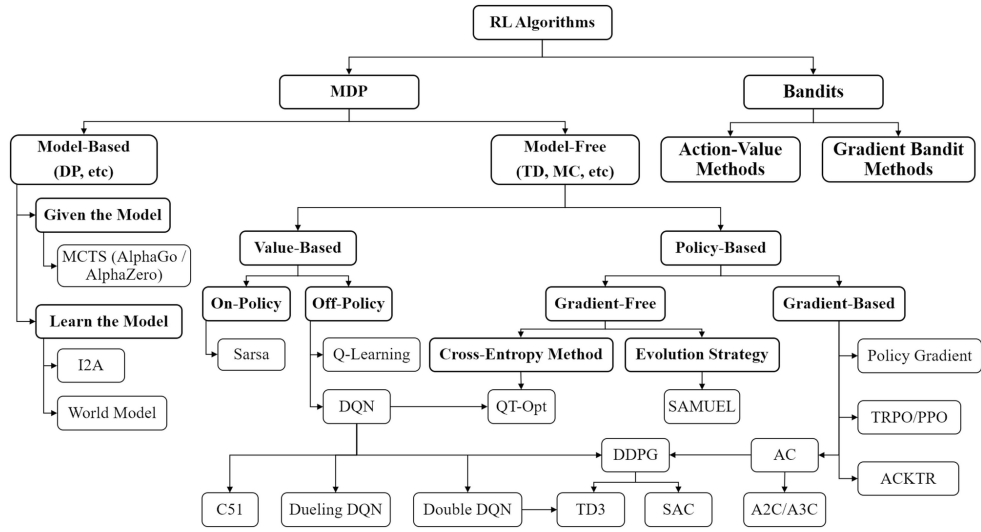 RL Algorithms
MDP
Bandits
Model-Based
(DP, etc)
Model-Free
(TD, MC, etc)
Action-Value
Methods
Gradient Bandit
Methods
Given the Model
MCTS (AlphaGo /
AlphaZero)
Learn the Model
I2A
World Model
Value-Based
Policy-Based
On-Policy
Off-Policy
Gradient-Free
Gradient-Based
Sarsa
Q-Learning
Cross-Entropy Method
Evolution Strategy
Policy Gradient
DQN
QT-Opt
SAMUEL
TRPO/PPO
DDPG
AC
ACKTR
C51
Dueling DQN
Double DQN
TD3
SAC
A2C/A3C